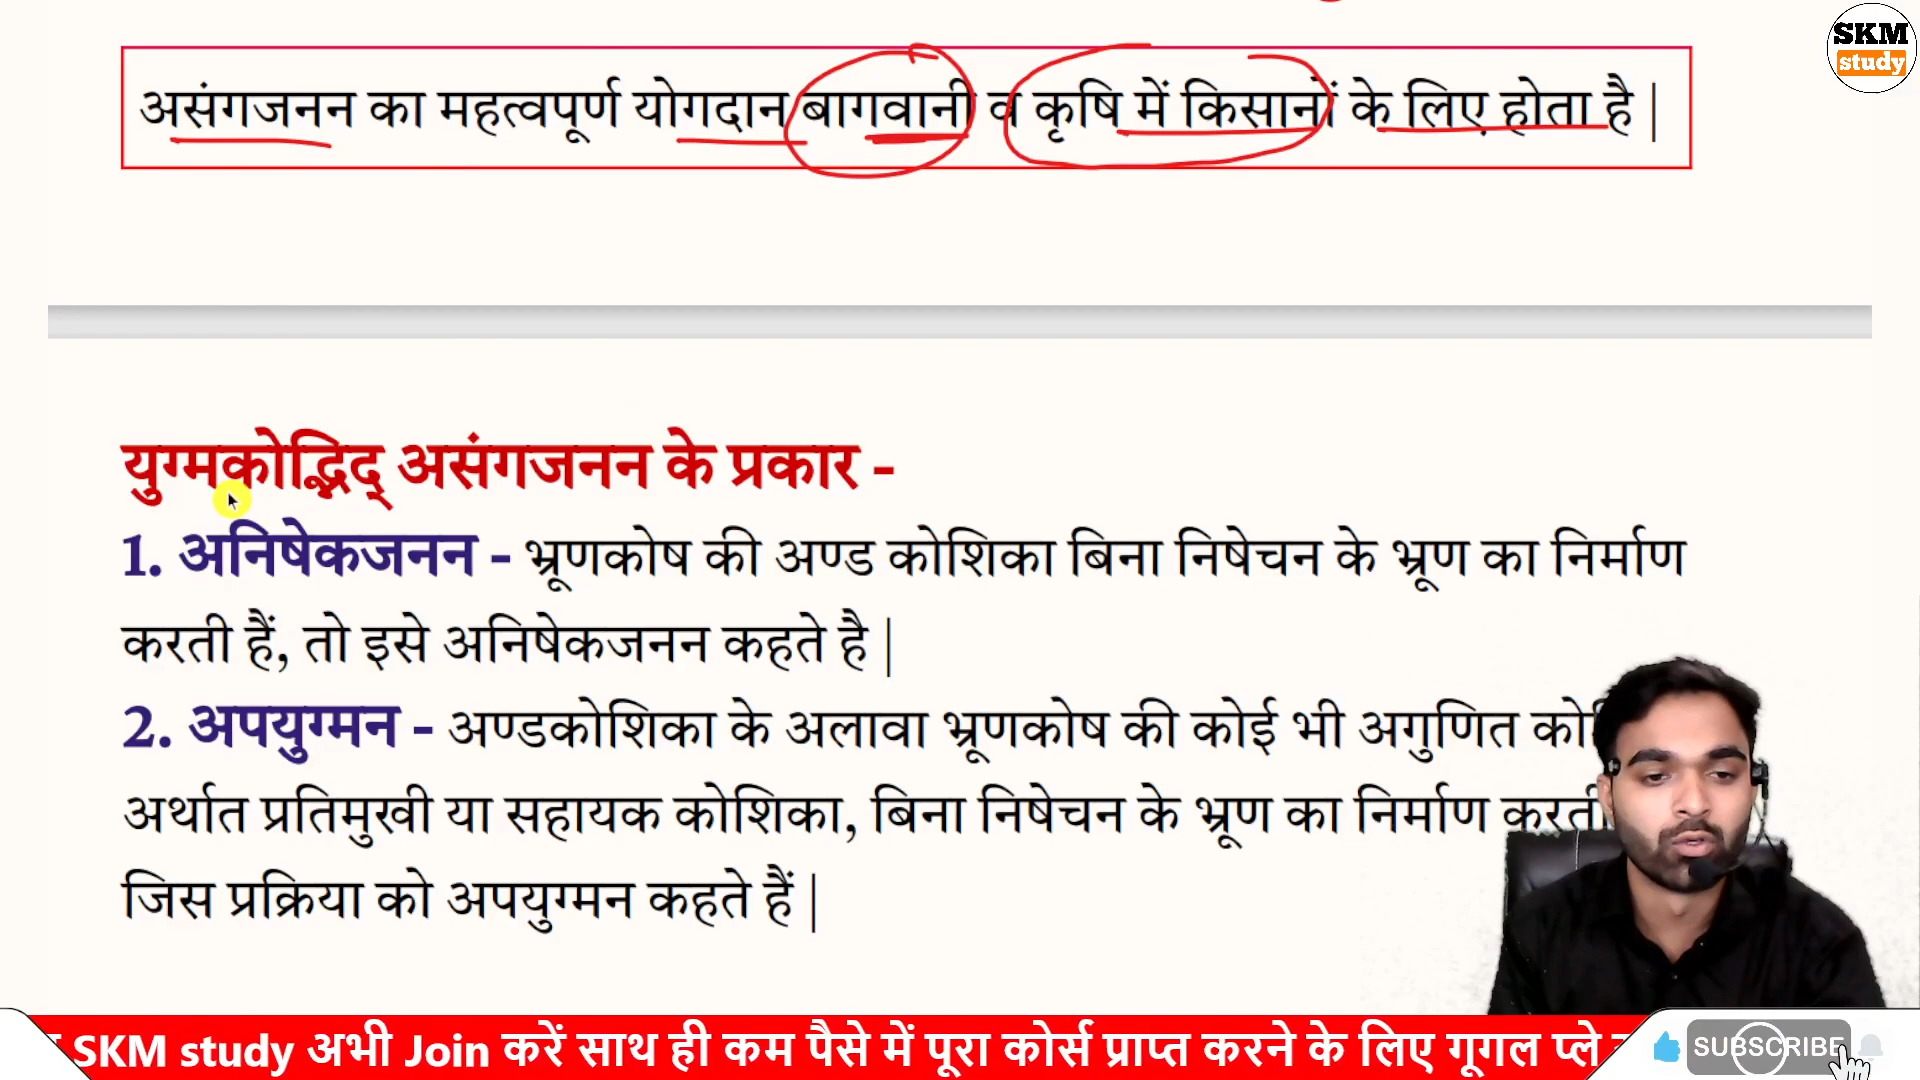 SKM
study
असंगजनन का महत्वपूर्ण योगदान बागवानी व कृषि में किसानों के लिए होता है |
युग्मकोद्भिद् असंगजनन के प्रकार -
1. अनिषेकजनन - भ्रूणकोष की अण्ड कोशिका बिना निषेचन के भ्रूण का निर्माण
करती हैं, तो इसे अनिषेकजनन कहते है |
2. अपयुग्मन - अण्डकोशिका के अलावा भ्रूणकोष की कोई भी अगुणित
अर्थात प्रतिमुखी या सहायक कोशिका, बिना निषेचन के भ्रूण का निर्माण करती
जिस प्रक्रिया को अपयुग्मन कहते हैं |
SKM study अभी Join करें साथ ही कम पैसे में पूरा कोर्स प्राप्त करने के लिए गूगल प्ले
SUBSCRIBE